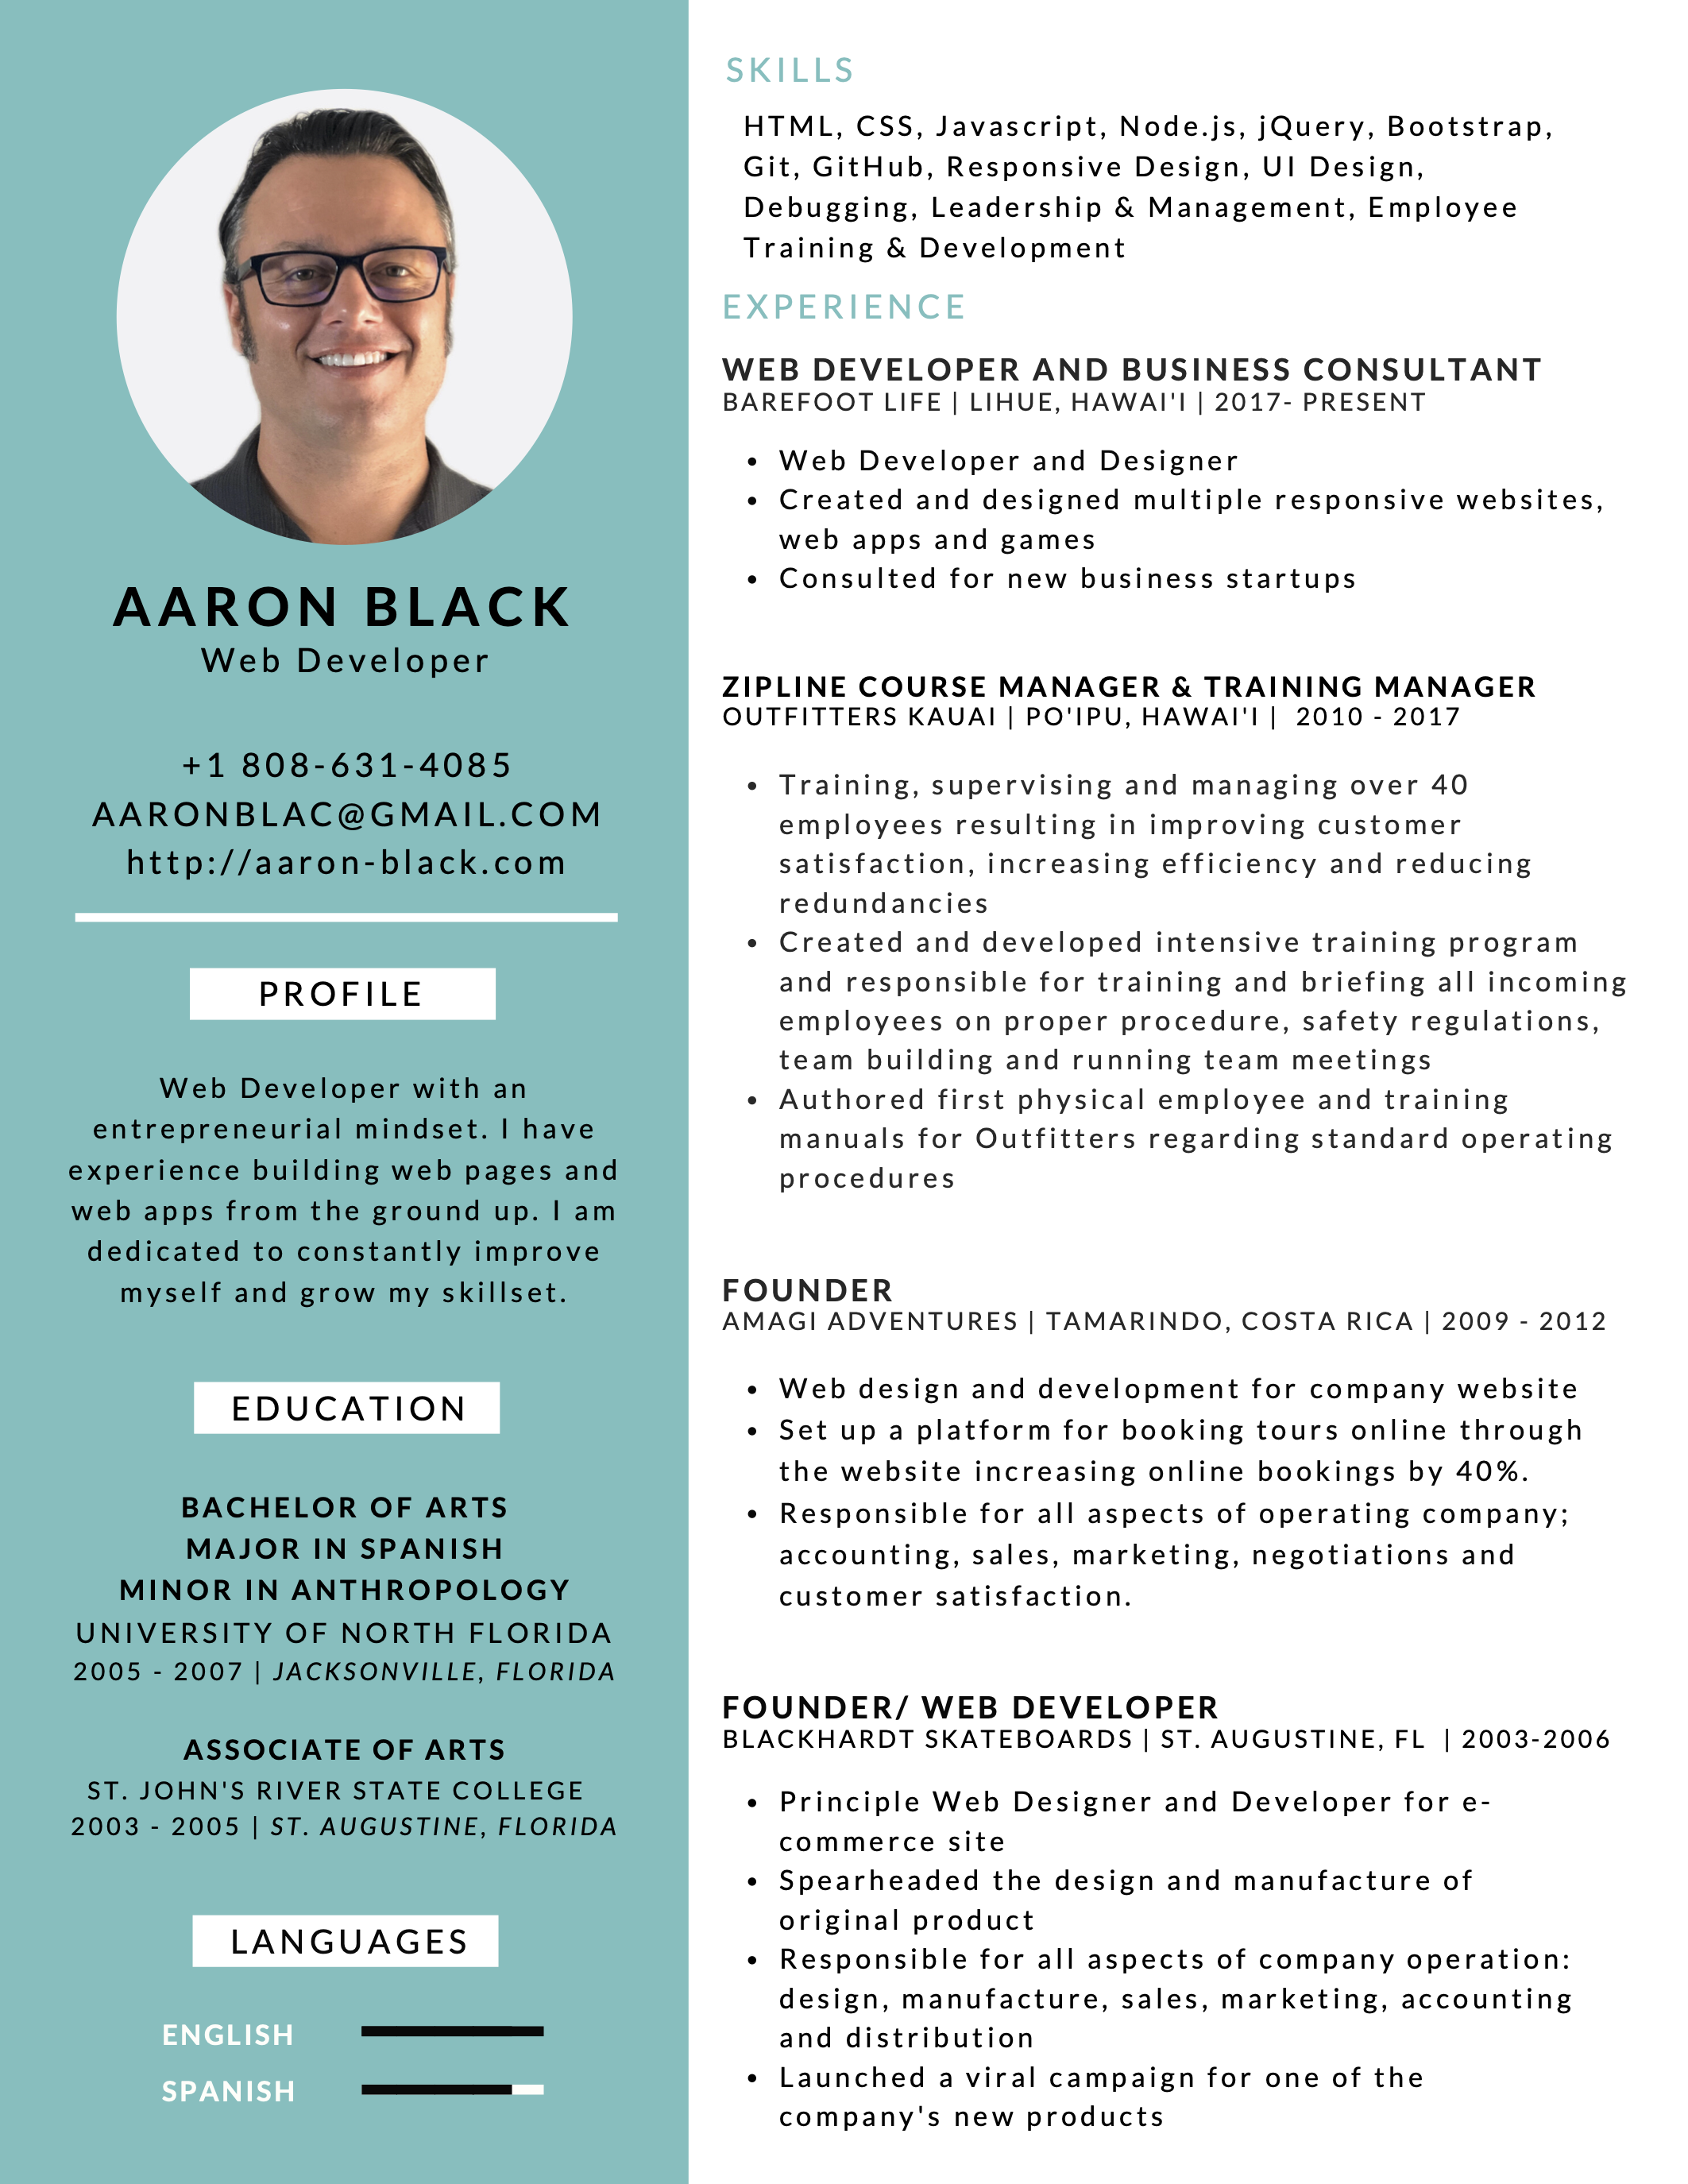 AARON BLACK
Web Developer
+1 808-631-4085
AARONBLAC@GMAIL.COM
http://aaron-black.com
PROFILE
Web Developer with an
entrepreneurial mindset. I have
experience building web pages and
web apps from the ground up. I am
dedicated to constantly improve
myself and grow my skillset.
EDUCATION
BACHELOR OF ARTS
MAJOR IN SPANISH
MINOR IN ANTHROPOLOGY
UNIVERSITY OF NORTH FLORIDA
2005 - 2007 | JACKSONVILLE, FLORIDA
ASSOCIATE OF ARTS
ST. JOHN'S RIVER STATE COLLEGE
2003 - 2005 | ST. AUGUSTINE, FLORIDA
LANGUAGES
ENGLISH
SPANISH
SKILLS
HTML, CSS, Javascript, Node.js, jQuery, Bootstrap,
Git, GitHub, Responsive Design, UI Design,
Debugging, Leadership & Management, Employee
Training & Development
EXPERIENCE
WEB DEVELOPER AND BUSINESS CONSULTANT
BAREFOOT LIFE | LIHUE, HAWAI'I | 2017- PRESENT
• Web Developer and Designer
• Created and designed multiple responsive websites,
web apps and games
• Consulted for new business startups
ZIPLINE COURSE MANAGER & TRAINING MANAGER
OUTFITTERS KAUAI | PO'IPU, HAWAI'I | 2010 - 2017
• Training, supervising and managing over 40
employees resulting in improving customer
satisfaction, increasing efficiency and reducing
redundancies
• Created and developed intensive training program
and responsible for training and briefing all incoming
employees on proper procedure, safety regulations,
team building and running team meetings
• Authored first physical employee and training
manuals for Outfitters regarding standard operating
procedures
FOUNDER
AMAGI ADVENTURES | TAMARINDO, COSTA RICA | 2009 - 2012
• Web design and development for company website
• Set up a platform for booking tours online through
the website increasing online bookings by 40%.
• Responsible for all aspects of operating company;
accounting, sales, marketing, negotiations and
customer satisfaction.
FOUNDER/ WEB DEVELOPER
BLACKHARDT SKATEBOARDS | ST. AUGUSTINE, FL | 2003-2006
• Principle Web Designer and Developer for e-
commerce site
• Spearheaded the design and manufacture of
original product
• Responsible for all aspects of company operation:
design, manufacture, sales, marketing, accounting
and distribution
• Launched a viral campaign for one of the
company's new products